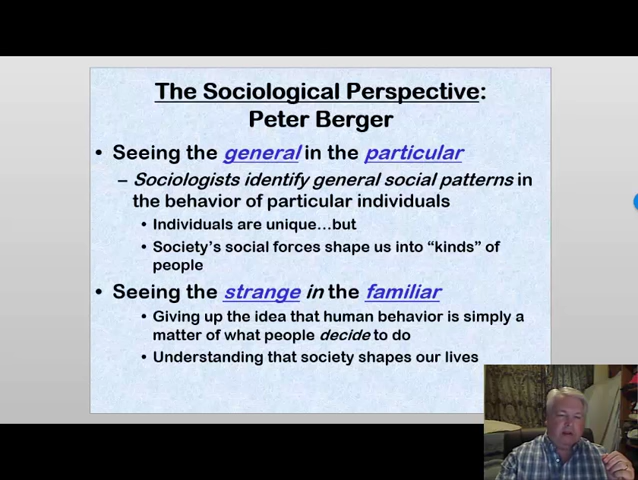 The Sociological Perspective:
Peter Berger
• Seeing the general in the particular
– Sociologists identify general social patterns in
the behavior of particular individuals
• Individuals are unique…but
• Society's social forces shape us into “kinds” of
people
• Seeing the strange in the familiar
• Giving up the idea that human behavior is simply a
matter of what people decide to do
• Understanding that society shapes our lives